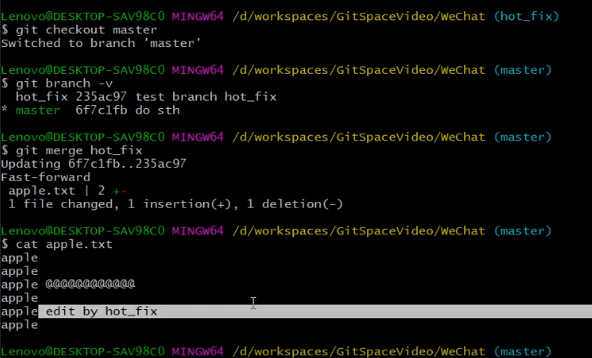 Lenovo@DESKTOP-SAV98C0 MINGW64 /d/workspaces/GitSpaceVideo/WeChat (hot_fix)
$ git checkout master
Switched to branch 'master'
Lenovo@DESKTOP-SAV98C0 MINGW64 /d/workspaces/GitSpaceVideo/WeChat (master)
$ git branch -v
  hot_fix 235ac97 test branch hot_fix
* master  6f7c1fb do sth
Lenovo@DESKTOP-SAV98C0 MINGW64 /d/workspaces/GitSpaceVideo/WeChat (master)
$ git merge hot_fix
Updating 6f7c1fb..235ac97
Fast-forward
 apple.txt | 2 +-
 1 file changed, 1 insertion(+), 1 deletion(-)
Lenovo@DESKTOP-SAV98C0 MINGW64 /d/workspaces/GitSpaceVideo/WeChat (master)
$ cat apple.txt
apple
apple
apple @@@@@@@@@@@@
apple
apple edit by hot_fix
apple
Lenovo@DESKTOP-SAV98C0 MINGW64 /d/workspaces/GitSpaceVideo/WeChat (master)